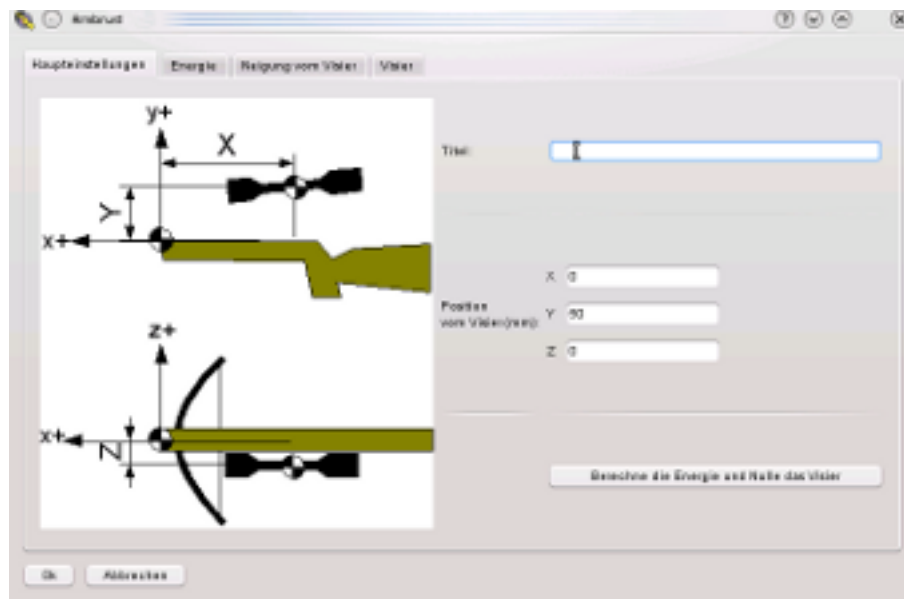 Armbrust
Haupteinstellungen Energie Neigung vom Visier Visier
y+
X
Y
x+
z+
x+
Z
Titel:
X 0
Position
vom Visier(mm): Y
Z 0
Berechne die Energie und Nulle das Visier
Ok Abbrechen